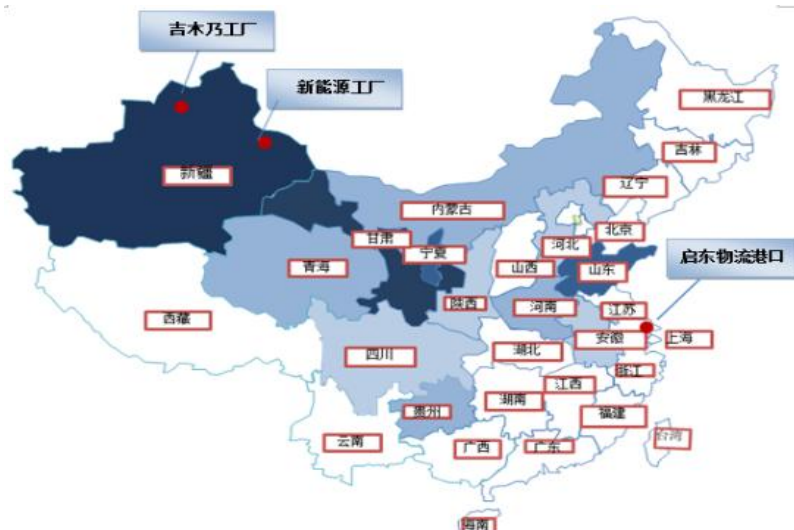 吉木乃工厂
新能源工厂
黑龙江
吉林
辽宁
新疆
内蒙古
北京
甘肃
宁夏
河北
启东物流港口
青海
山西
山东
陕西
河南
江苏
西藏
安徽
上海
四川
湖北
浙江
江西
湖南
贵州
福建
云南
广西
广东
台湾
海南